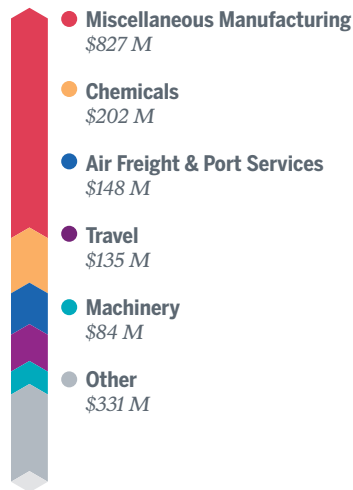 Miscellaneous Manufacturing
$827 M
Chemicals
$202 M
Air Freight & Port Services
$148 M
Travel
$135 M
Machinery
$84 M
Other
$331 M